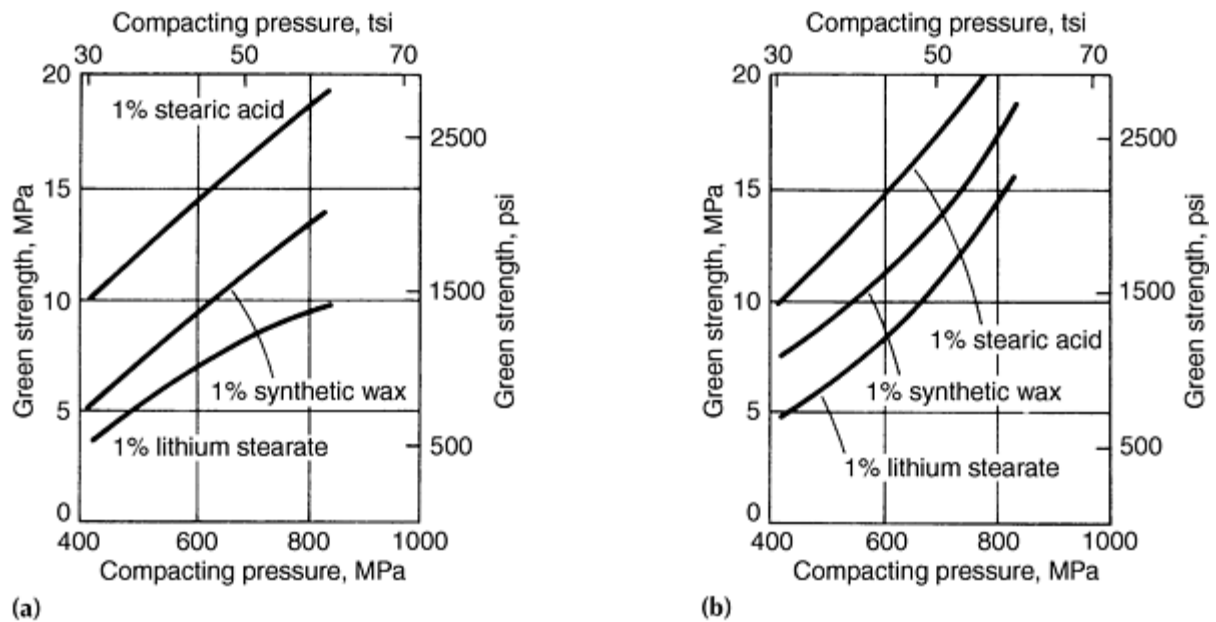 Compacting pressure, tsi
30 50 70
20
15
10
5
0
Green strength, MPa
1% stearic acid
1% synthetic wax
1% lithium stearate
2500
1500
500
Green strength, psi
400 600 800 1000
Compacting pressure, MPa
(a)
Compacting pressure, tsi
30 50 70
20
15
10
5
0
Green strength, MPa
1% stearic acid
1% synthetic wax
1% lithium stearate
2500
1500
500
Green strength, psi
400 600 800 1000
Compacting pressure, MPa
(b)